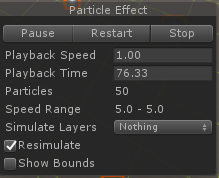 Particle Effect
Pause Restart Stop
Playback Speed 1.00
Playback Time 76.33
Particles 50
Speed Range 5.0 - 5.0
Simulate Layers Nothing
Resimulate
Show Bounds